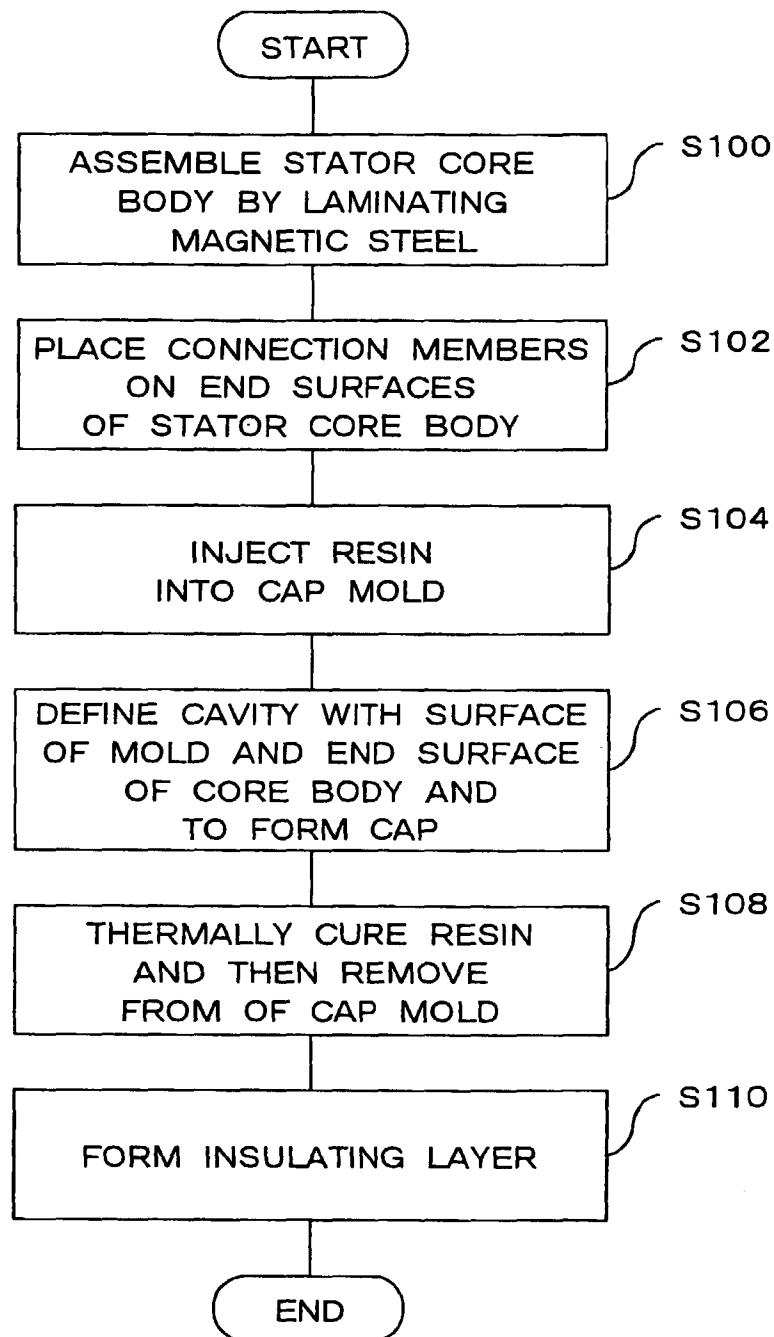 START
S100
ASSEMBLE STATOR CORE
BODY BY LAMINATING
MAGNETIC STEEL
S102
PLACE CONNECTION MEMBERS
ON END SURFACES
OF STATOR CORE BODY
S104
INJECT RESIN
INTO CAP MOLD
S106
DEFINE CAVITY WITH SURFACE
OF MOLD AND END SURFACE
OF CORE BODY AND
TO FORM CAP
S108
THERMALLY CURE RESIN
AND THEN REMOVE
FROM OF CAP MOLD
S110
FORM INSULATING LAYER
END